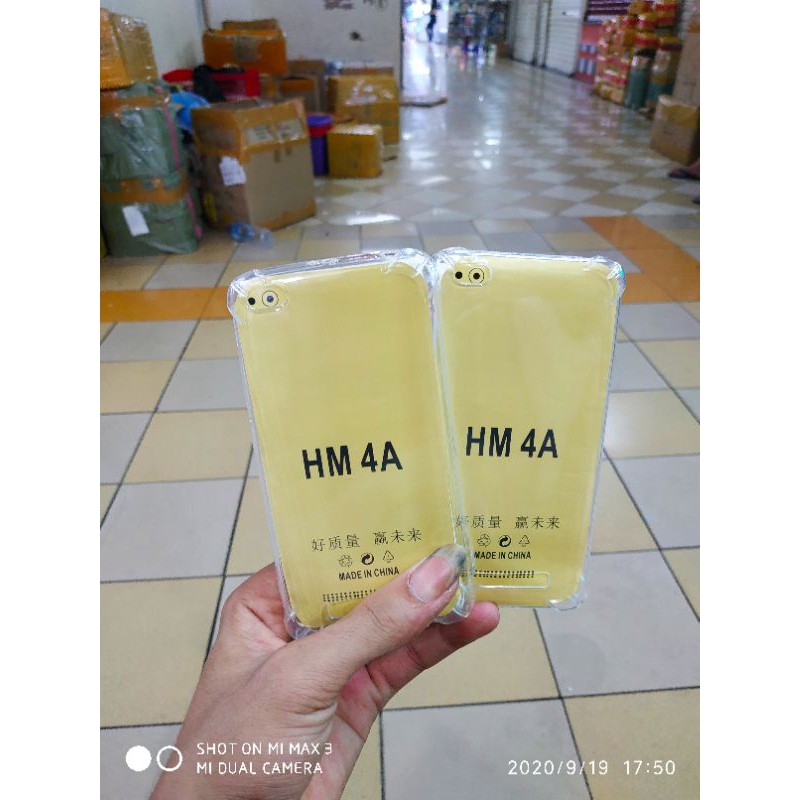 HM 4A
好质量 赢未来
MADE IN CHINA
HM 4A
好质量 赢未来
MADE IN CHINA
SHOT ON MI MAX 3
MI DUAL CAMERA
2020/9/19 17:50